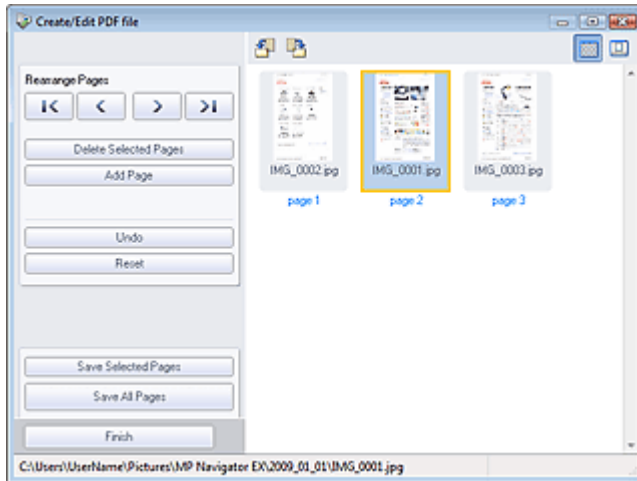 Create/Edit PDF file
Rearrange Pages
Delete Selected Pages
Add Page
Undo
Reset
Save Selected Pages
Save All Pages
Finish
IMG_0002.jpg
IMG_0001.jpg
IMG_0003.jpg
page 1
page 2
page 3
C:\Users\UserName\Pictures\MP Navigator EX\2009_01_01\IMG_0001.jpg